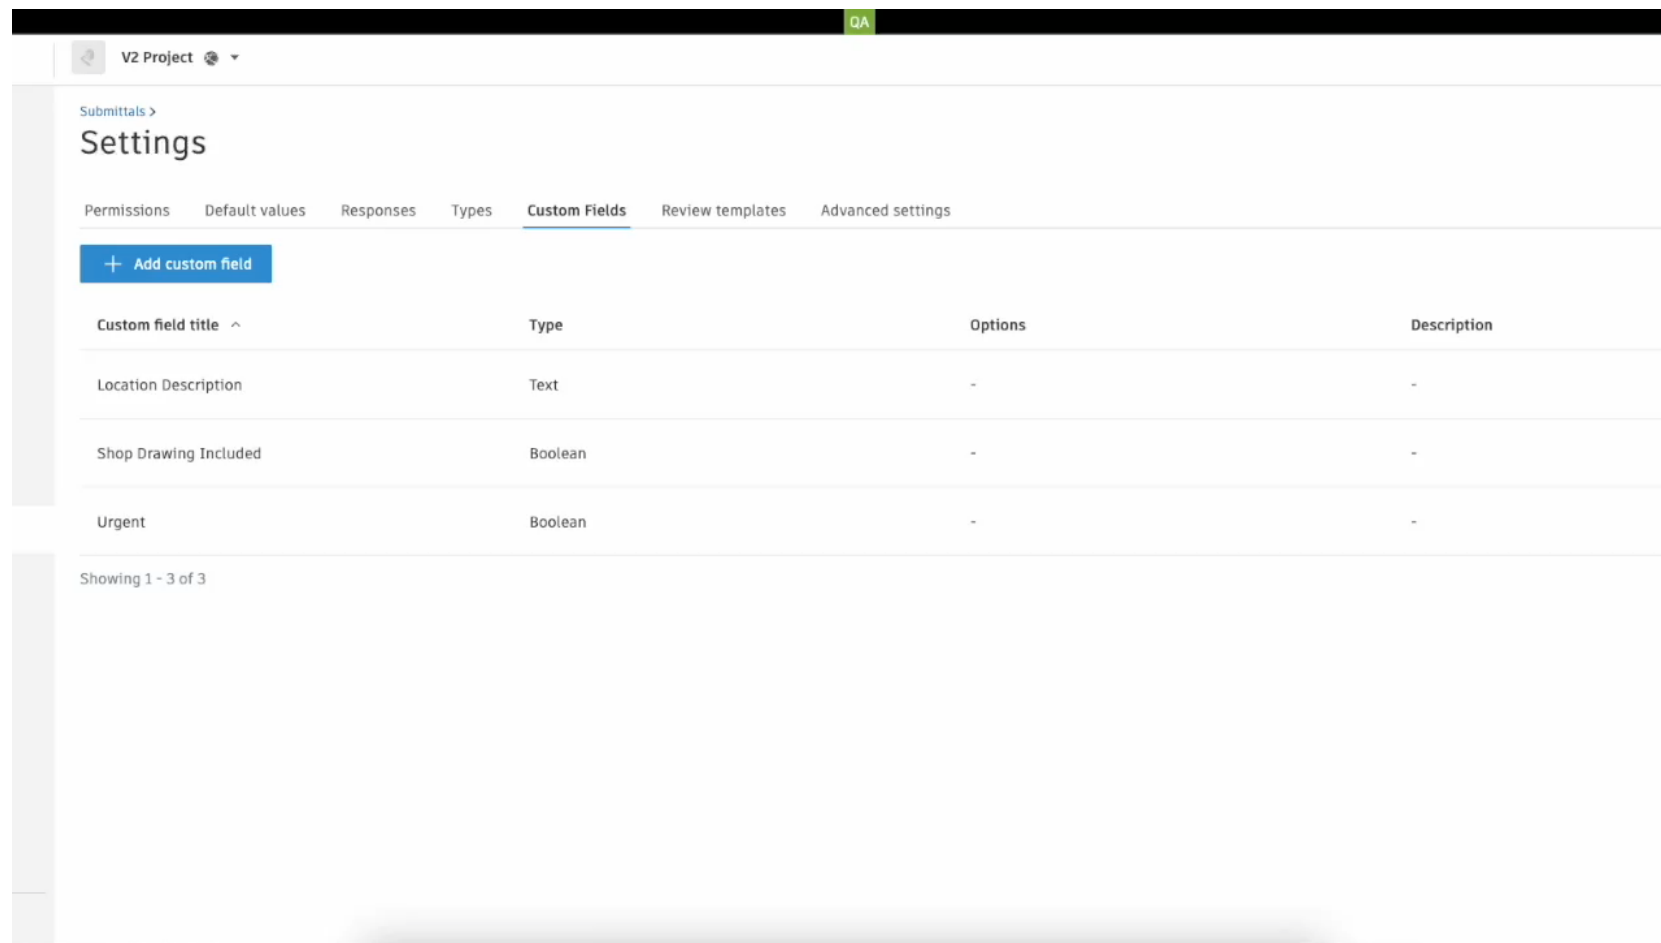 QA
V2 Project
Submittals >
Settings
Permissions Default values Responses Types Custom Fields Review templates Advanced settings
+ Add custom field
Custom field title Type Options Description
Location Description Text - -
Shop Drawing Included Boolean - -
Urgent Boolean - -
Showing 1 - 3 of 3